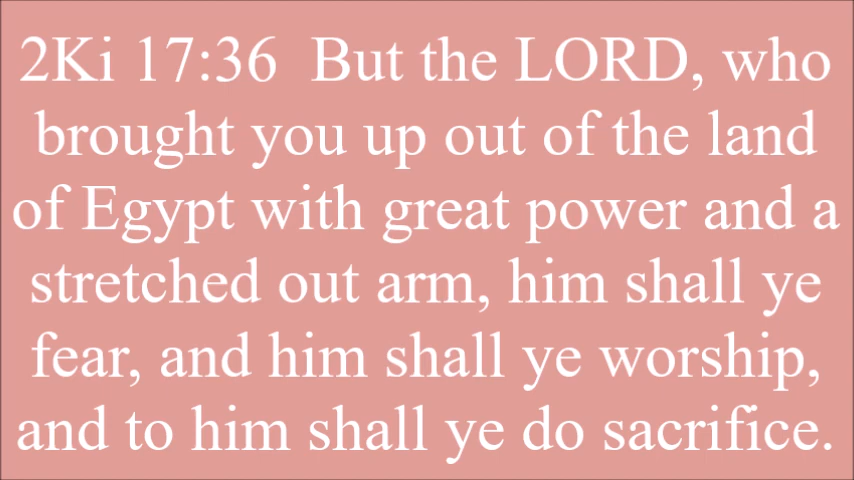 2Ki 17:36  But the LORD, who
brought you up out of the land
of Egypt with great power and a
stretched out arm, him shall ye
fear, and him shall ye worship,
and to him shall ye do sacrifice.